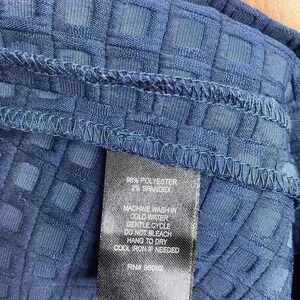 98% POLYESTER
2% SPANDEX
MACHINE WASH IN
COLD WATER
GENTLE CYCLE
DO NOT BLEACH
HANG TO DRY
COOL IRON IF NEEDED
RN# 96092